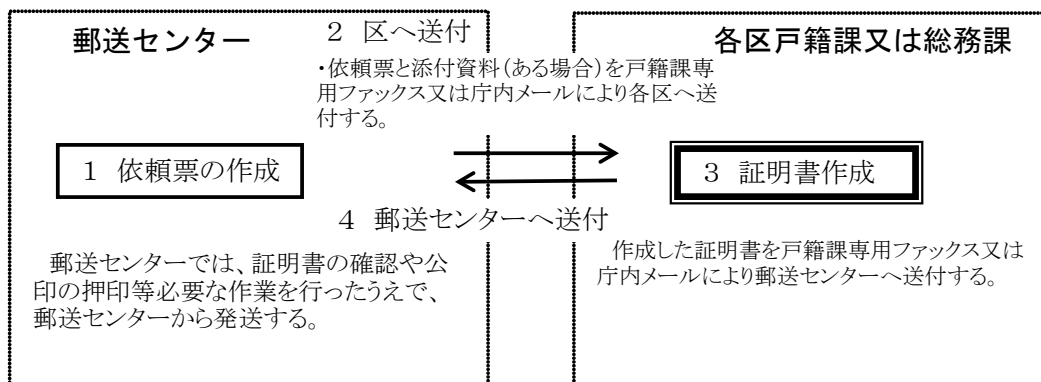 郵送センター
2 区へ送付
・依頼票と添付資料(ある場合)を戸籍課専
用ファックス又は庁内メールにより各区へ送
付する。
各区戸籍課又は総務課
1 依頼票の作成
3 証明書作成
4 郵送センターへ送付
郵送センターでは、証明書の確認や公
印の押印等必要な作業を行ったうえで、
郵送センターから発送する。
作成した証明書を戸籍課専用ファックス又は
庁内メールにより郵送センターへ送付する。